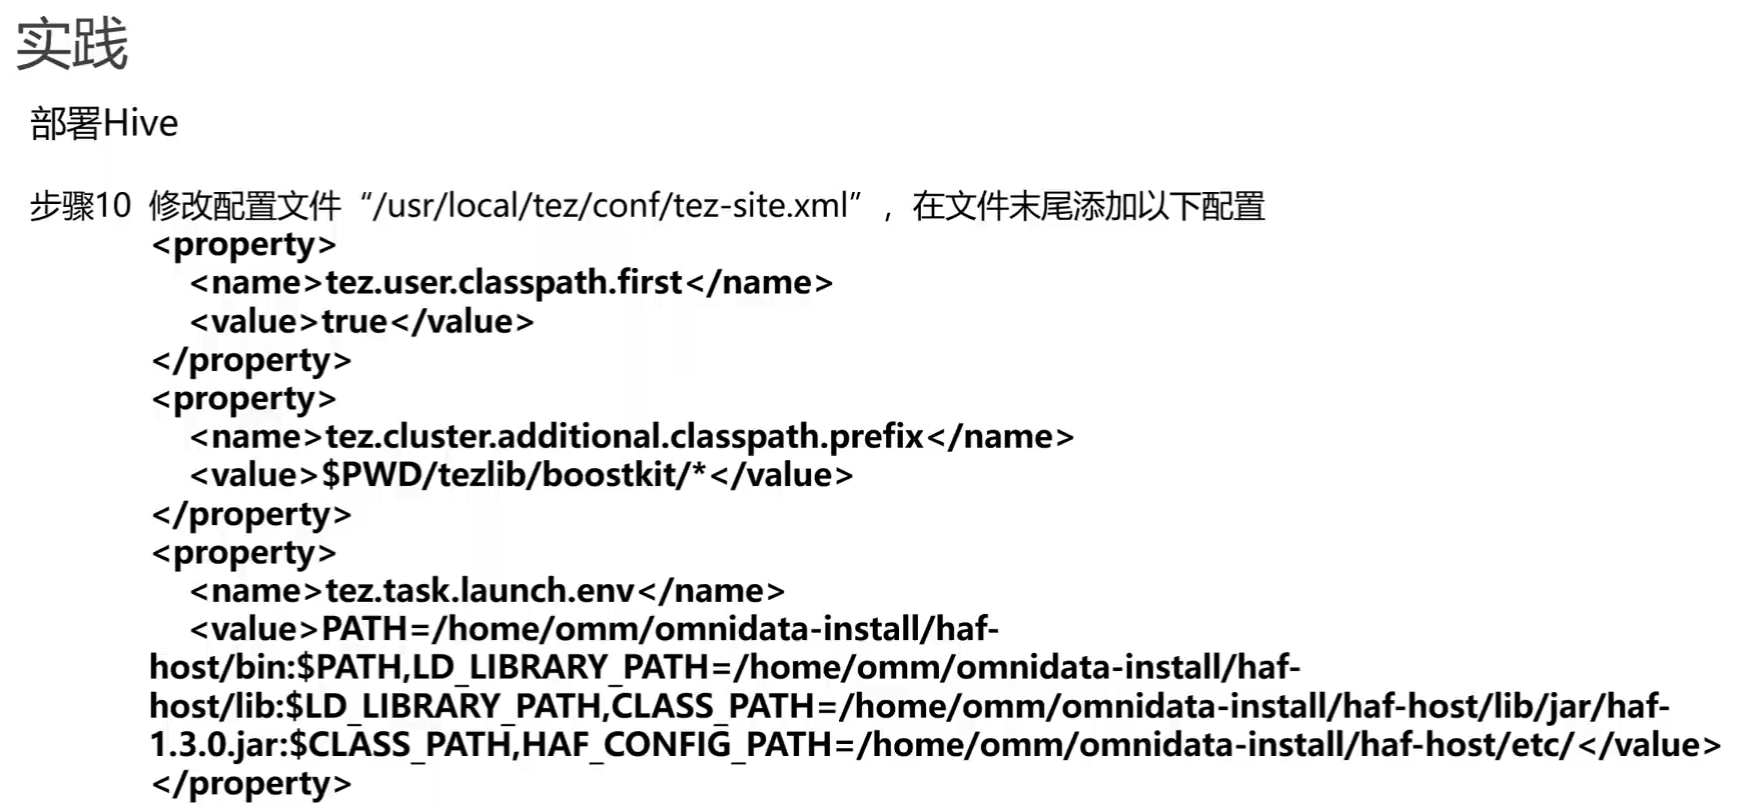 实践
部署Hive
步骤10 修改配置文件“/usr/local/tez/conf/tez-site.xml”，在文件末尾添加以下配置
<property>
<name>tez.user.classpath.first</name>
<value>true</value>
</property>
<property>
<name>tez.cluster.additional.classpath.prefix</name>
<value>$PWD/tezlib/boostkit/*</value>
</property>
<property>
<name>tez.task.launch.env</name>
<value>PATH=/home/omm/omnidata-install/haf-
host/bin:$PATH,LD_LIBRARY_PATH=/home/omm/omnidata-install/haf-
host/lib:$LD_LIBRARY_PATH,CLASS_PATH=/home/omm/omnidata-install/haf-host/lib/jar/haf-
1.3.0.jar:$CLASS_PATH,HAF_CONFIG_PATH=/home/omm/omnidata-install/haf-host/etc/</value>
</property>